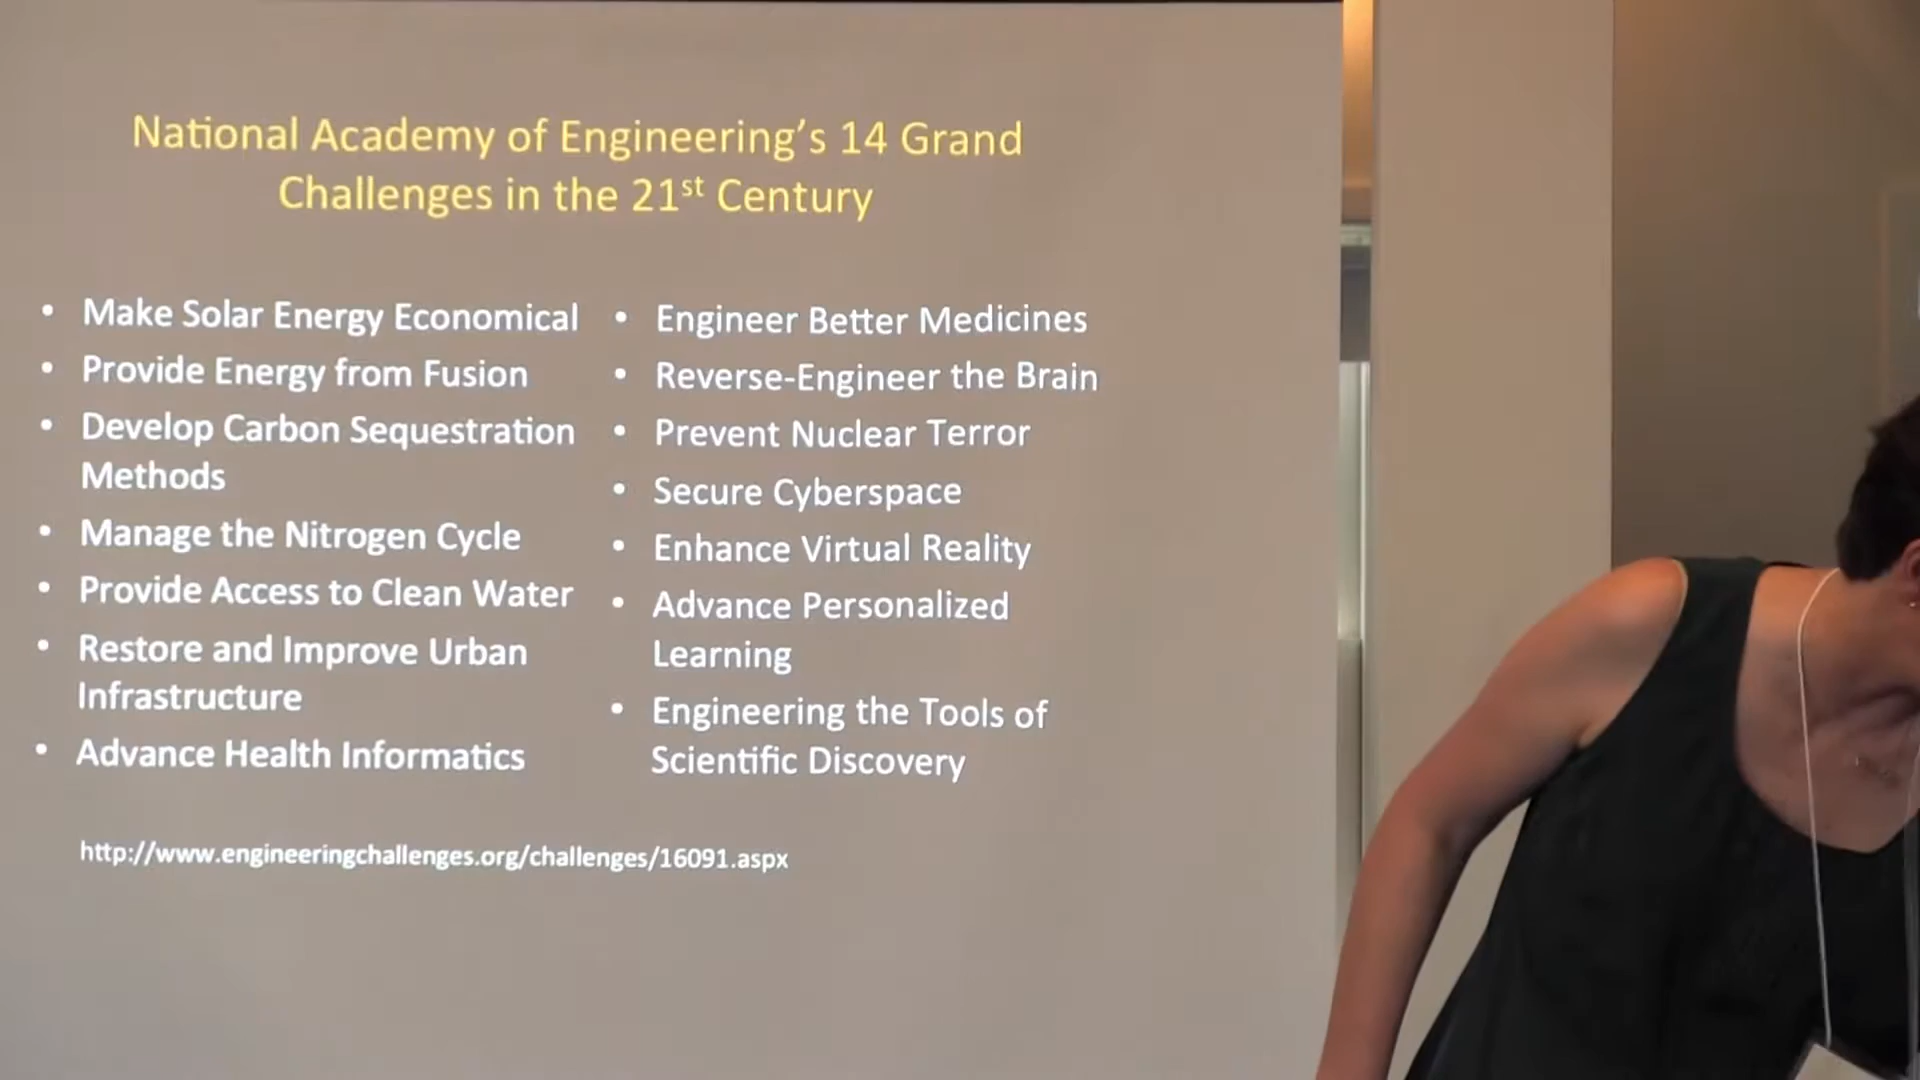 National Academy of Engineering’s 14 Grand
Challenges in the 21st Century
• Make Solar Energy Economical
• Provide Energy from Fusion
• Develop Carbon Sequestration
Methods
• Manage the Nitrogen Cycle
• Provide Access to Clean Water
• Restore and Improve Urban
Infrastructure
• Advance Health Informatics
• Engineer Better Medicines
• Reverse-Engineer the Brain
• Prevent Nuclear Terror
• Secure Cyberspace
• Enhance Virtual Reality
• Advance Personalized
Learning
• Engineering the Tools of
Scientific Discovery
http://www.engineeringchallenges.org/challenges/16091.aspx